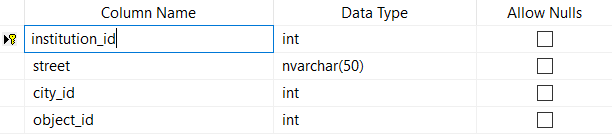 Column Name Data Type Allow Nulls
institution_id int
street nvarchar(50)
city_id int
object_id int